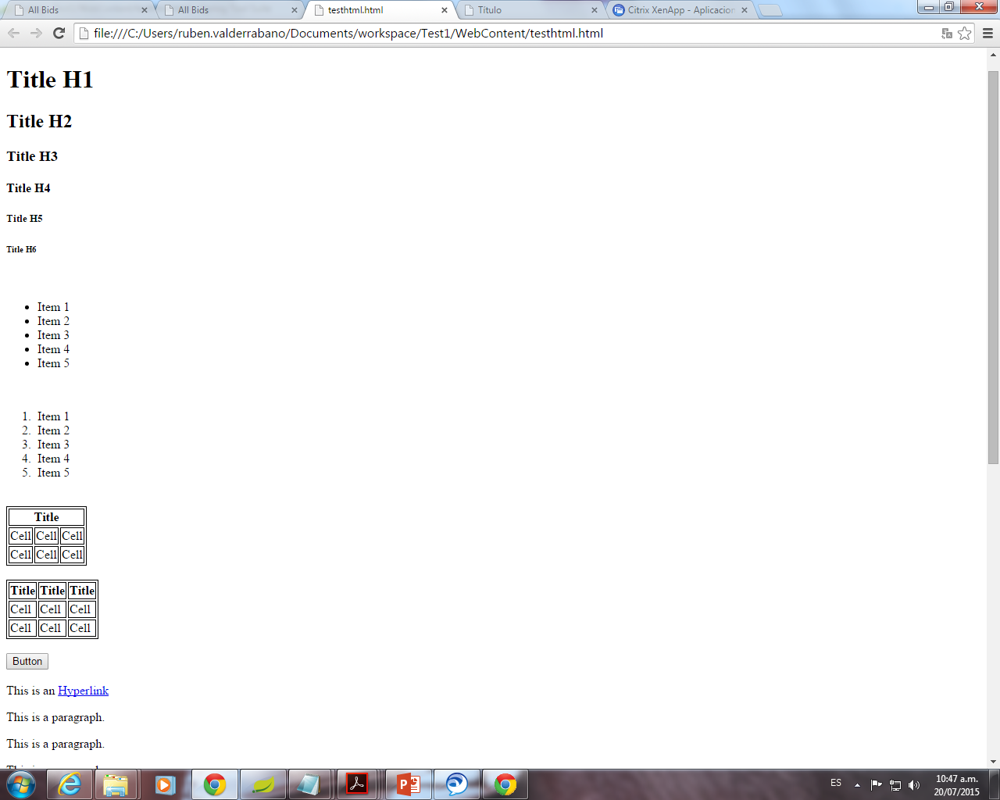 All Bids
All Bids
testhtml.html
Título
Citrix XenApp - Aplicacion
file:///C:/Users/ruben.valderrabano/Documents/workspace/Test1/WebContent/testhtml.html
Title H1
Title H2
Title H3
Title H4
Title H5
Title H6
• Item 1
• Item 2
• Item 3
• Item 4
• Item 5
1. Item 1
2. Item 2
3. Item 3
4. Item 4
5. Item 5
Title
Cell Cell Cell
Cell Cell Cell
Title Title Title
Cell Cell Cell
Cell Cell Cell
Button
This is an Hyperlink
This is a paragraph.
This is a paragraph.
ES
10:47 a.m.
20/07/2015